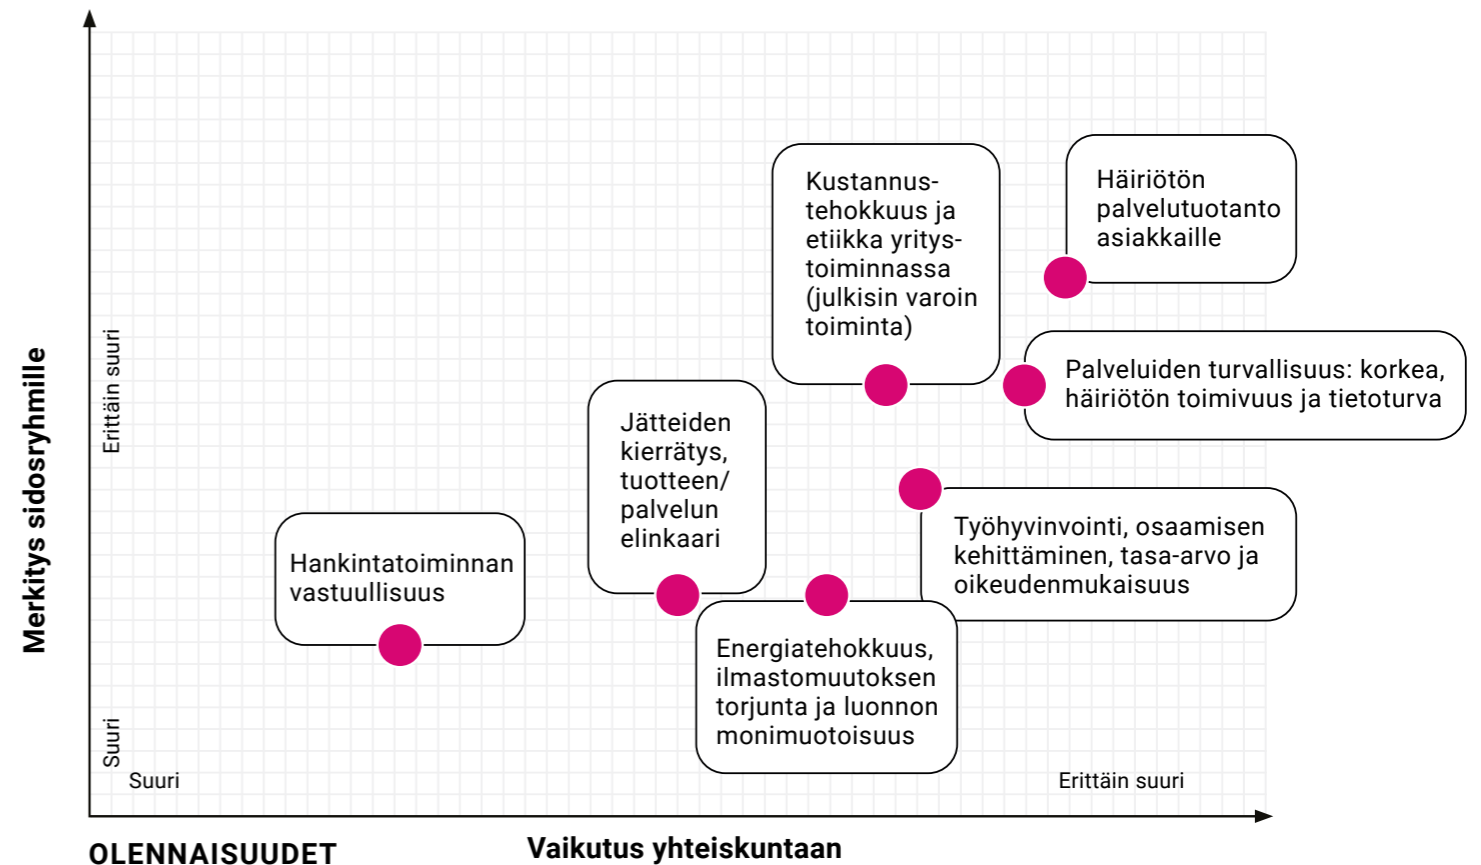 Merkitys sidosryhmille
Erittäin suuri
Suuri
Kustannus-
tehokkuus ja
etiikka yritys-
toiminnassa
(julkisin varoin
toiminta)
Häiriötön
palvelutuotanto
asiakkaille
Palveluiden turvallisuus: korkea,
häiriötön toimivuus ja tietoturva
Jätteiden
kierrätys,
tuotteen/
palvelun
elinkaari
Työhyvinvointi, osaamisen
kehittäminen, tasa-arvo ja
oikeudenmukaisuus
Hankintatoiminnan
vastuullisuus
Energiatehokkuus,
ilmastomuutoksen
torjunta ja luonnon
monimuotoisuus
Suuri
Erittäin suuri
Vaikutus yhteiskuntaan
OLENNAISUUDET